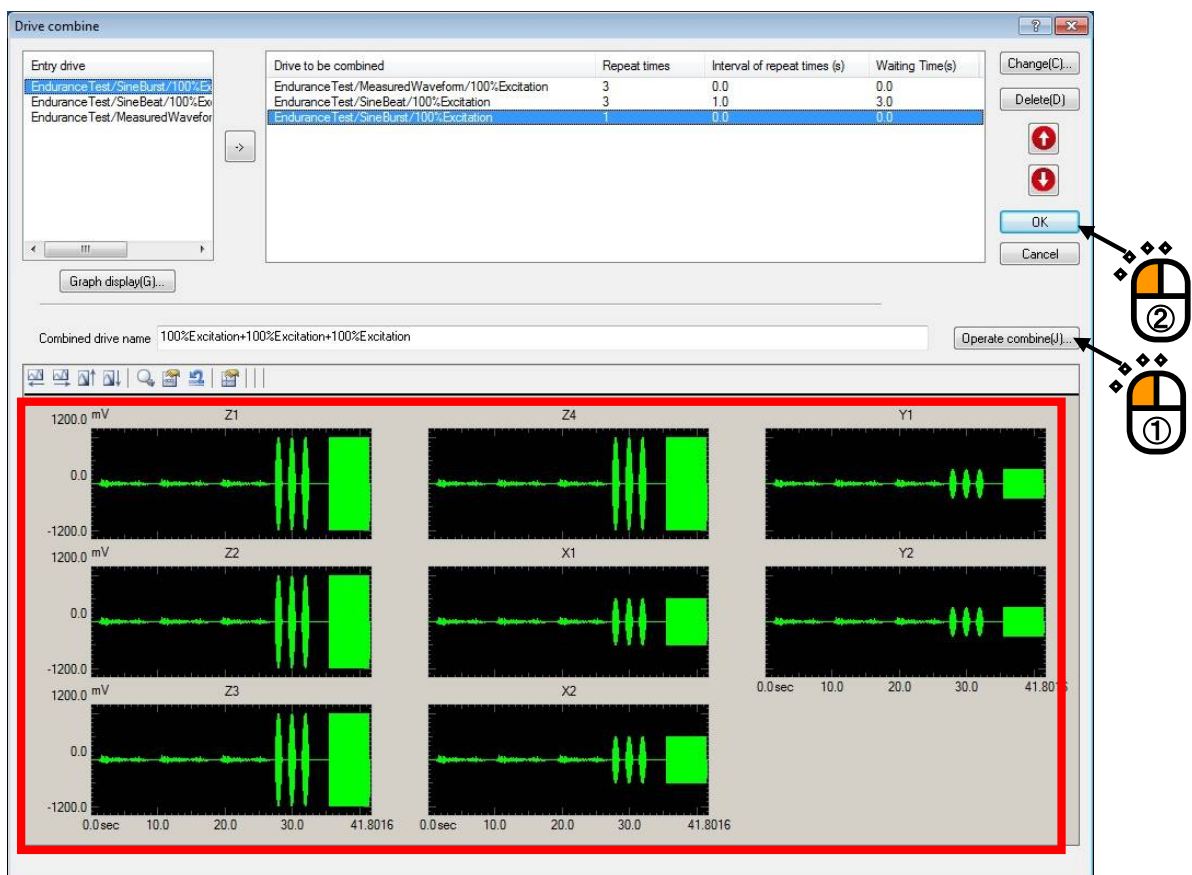 Drive combine
Entry drive
EnduranceTest/SineBurst/100%Ex
EnduranceTest/SineBeat/100%Exc
EnduranceTest/MeasuredWavefor
->
Drive to be combined Repeat times Interval of repeat times (s) Waiting Time(s)
EnduranceTest/MeasuredWaveform/100%Excitation 3 0.0 0.0
EnduranceTest/SineBeat/100%Excitation 3 1.0 3.0
EnduranceTest/SineBurst/100%Excitation 1 0.0 0.0
Change(C)...
Delete(D)
OK
Cancel
②
Graph display(G)...
Combined drive name 100%Excitation+100%Excitation+100%Excitation Operate combine(J)...
①
1200.0 mV Z1 Z4 Y1
0.0
-1200.0
1200.0 mV Z2 X1 Y2
0.0
-1200.0
0.0sec 10.0 20.0 30.0 41.8016
1200.0 mV Z3 X2
0.0
-1200.0
0.0sec 10.0 20.0 30.0 41.8016 0.0sec 10.0 20.0 30.0 41.8016